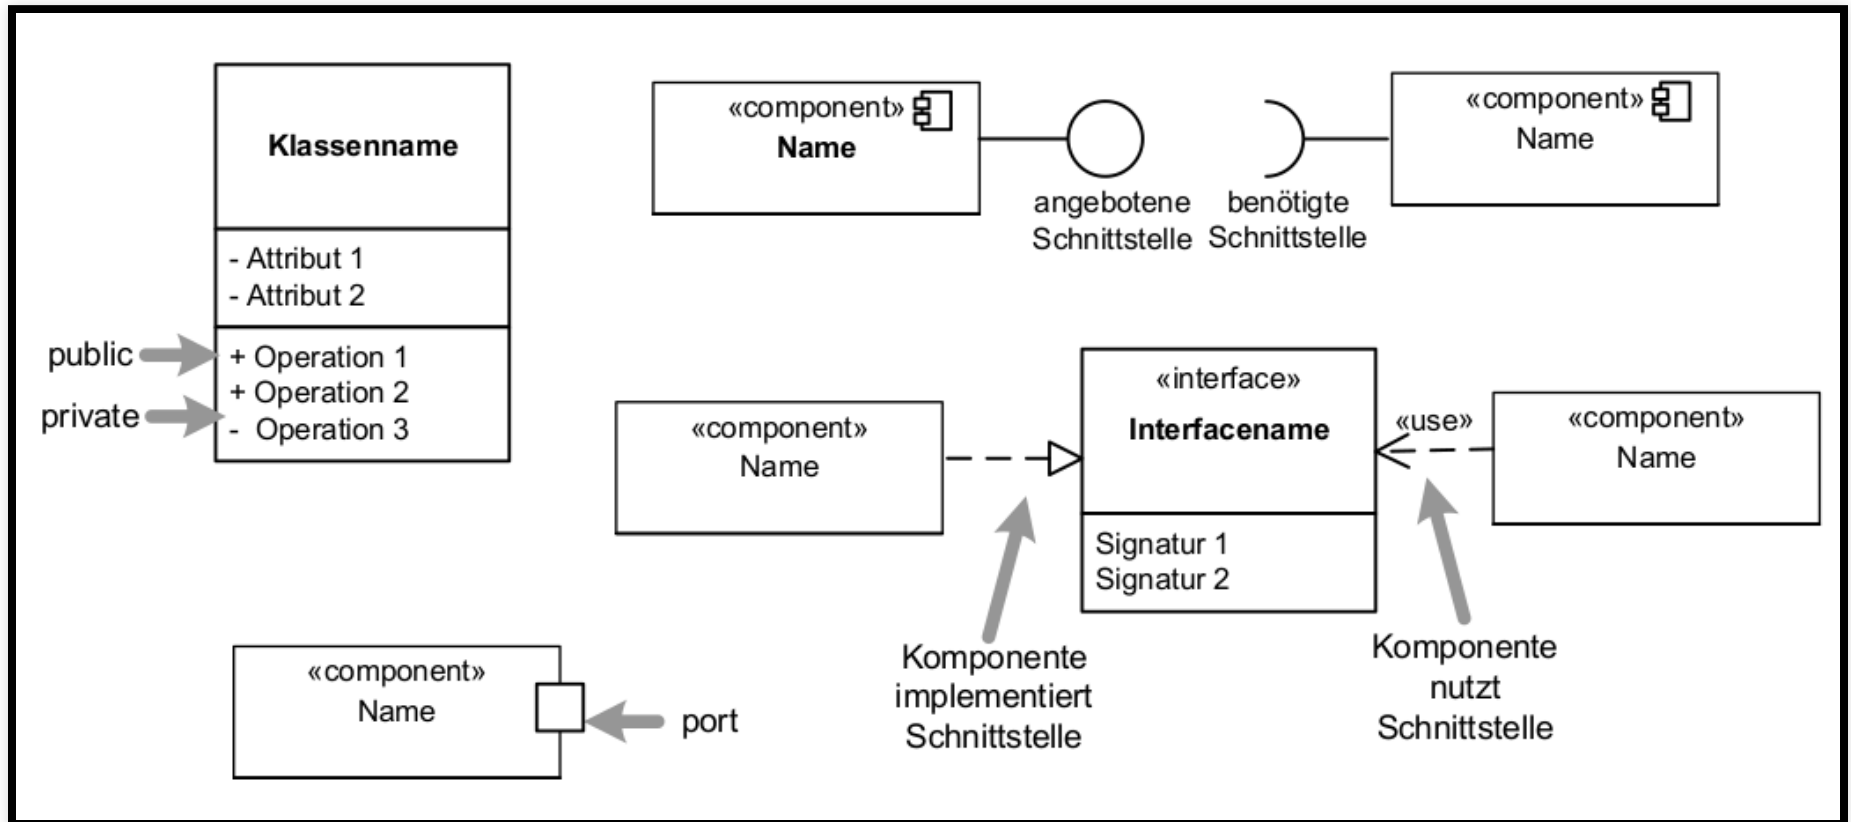 Klassenname
- Attribut 1
- Attribut 2
public
+ Operation 1
+ Operation 2
private
- Operation 3
«component»
Name
angebotene
Schnittstelle
benötigte
Schnittstelle
«component»
Name
«component»
Name
«interface»
Interfacename
Signatur 1
Signatur 2
«use»
«component»
Name
Komponente
implementiert
Schnittstelle
Komponente
nutzt
Schnittstelle
«component»
Name
port